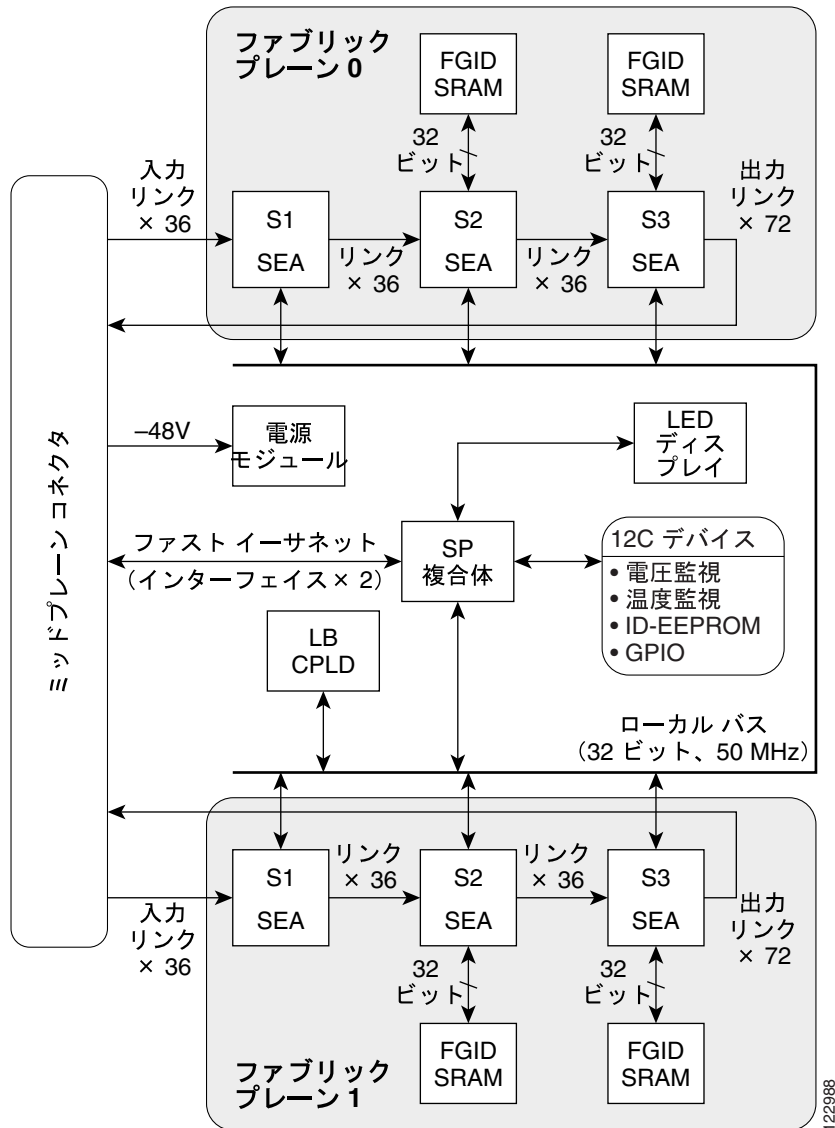 ファブリック
プレーン 0
FGID
SRAM
FGID
SRAM
32
ビット
32
ビット
入力
リンク
× 36
出力
リンク
× 72
S1
SEA
リンク
× 36
S2
SEA
リンク
× 36
S3
SEA
ミッドプレーン コネクタ
–48V
電源
モジュール
LED
ディス
プレイ
ファスト イーサネット
(インターフェイス× 2)
SP
複合体
12C デバイス
• 電圧監視
• 温度監視
• ID-EEPROM
• GPIO
LB
CPLD
ローカル バス
(32 ビット、50 MHz)
S1
SEA
リンク
× 36
S2
SEA
リンク
× 36
S3
SEA
入力
リンク
× 36
出力
リンク
× 72
32
ビット
32
ビット
FGID
SRAM
FGID
SRAM
ファブリック
プレーン 1
122988